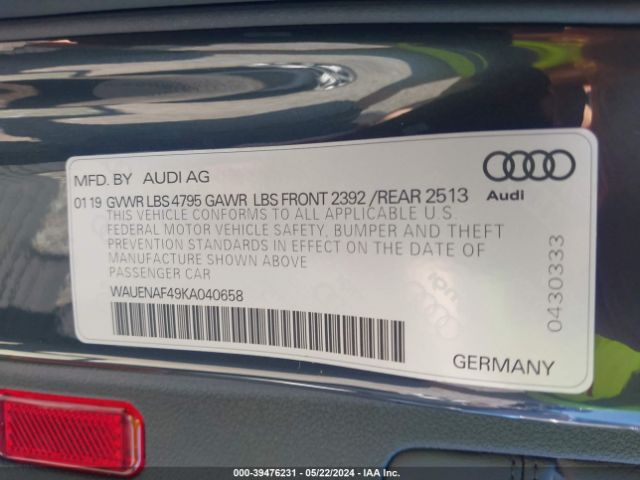 MFD. BY AUDI AG
01 19 GVWR LBS 4795 GAWR LBS FRONT 2392 /REAR 2513
THIS VEHICLE CONFORMS TO ALL APPLICABLE U.S.
FEDERAL MOTOR VEHICLE SAFETY, BUMPER AND THEFT
PREVENTION STANDARDS IN EFFECT ON THE DATE OF
MANUFACTURE SHOWN ABOVE
PASSENGER CAR
WAUENAF49KA040658
Audi
0430333
GERMANY
000-39476231 - 05/22/2024 - IAA Inc.